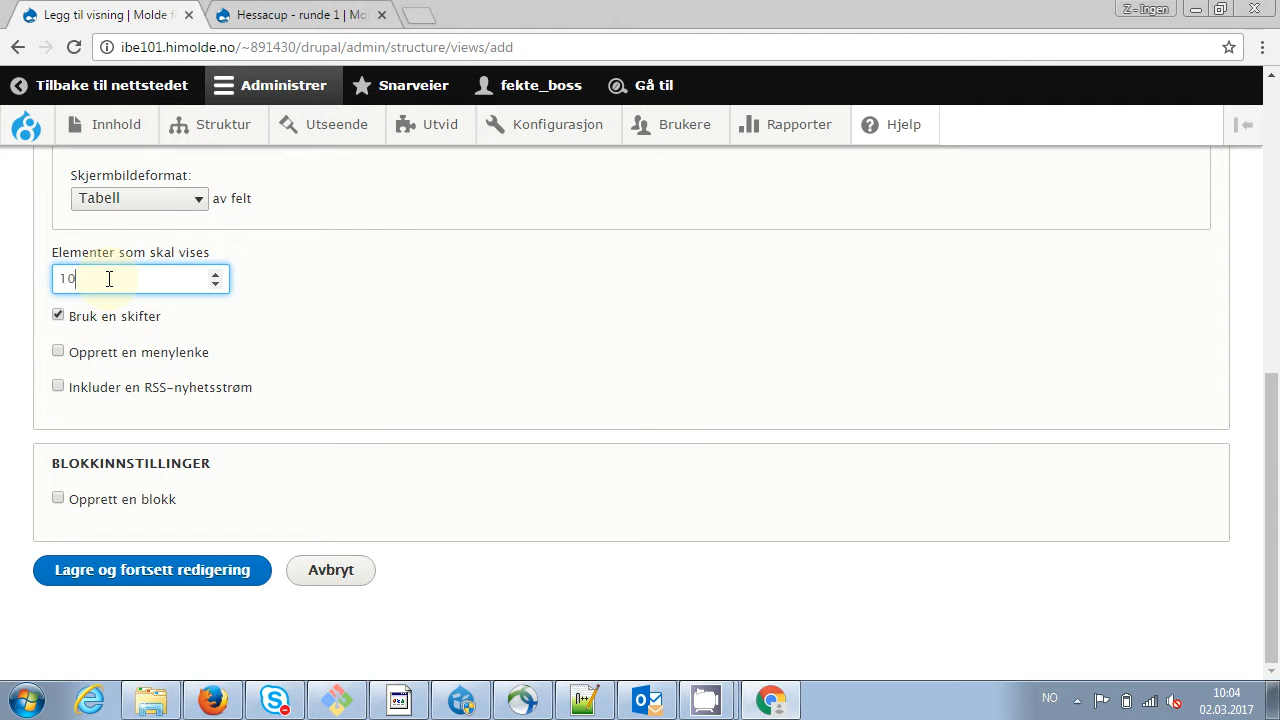 Legg til visning | Molde f
Hessacup - runde 1 | Mol
Z - Ingen
ibe101.himolde.no/~891430/drupal/admin/structure/views/add
Tilbake til nettstedet
Administrer
Snarveier
fekte_boss
Gå til
Innhold
Struktur
Utseende
Utvid
Konfigurasjon
Brukere
Rapporter
Hjelp
Skjermbildeformat:
Tabell
av felt
Elementer som skal vises
10
Bruk en skifter
Opprett en menylenke
Inkluder en RSS-nyhetsstrøm
BLOKKINNSTILLINGER
Opprett en blokk
Lagre og fortsett redigering
Avbryt
NO
10:04
02.03.2017